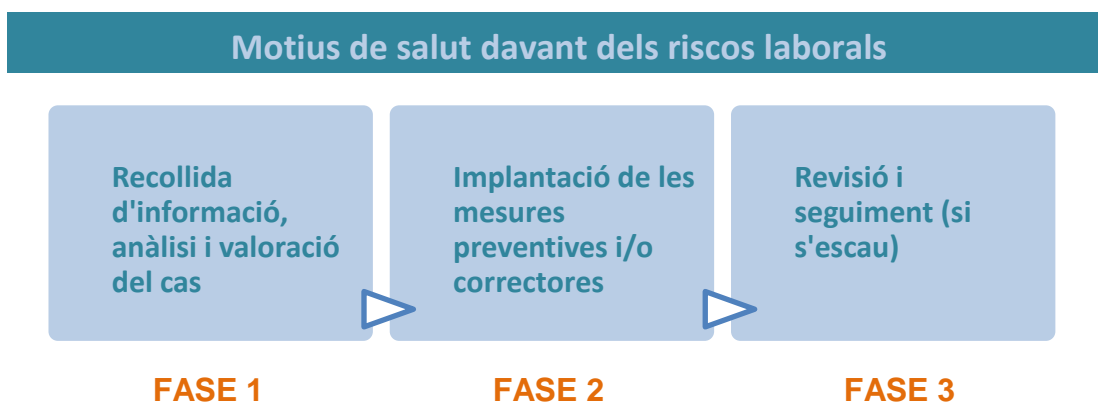 Motius de salut davant dels riscos laborals
Recollida
d'informació,
anàlisi i valoració
del cas
Implantació de les
mesures
preventives i/o
correctores
Revisió i
seguiment (si
s'escau)
FASE 1
FASE 2
FASE 3